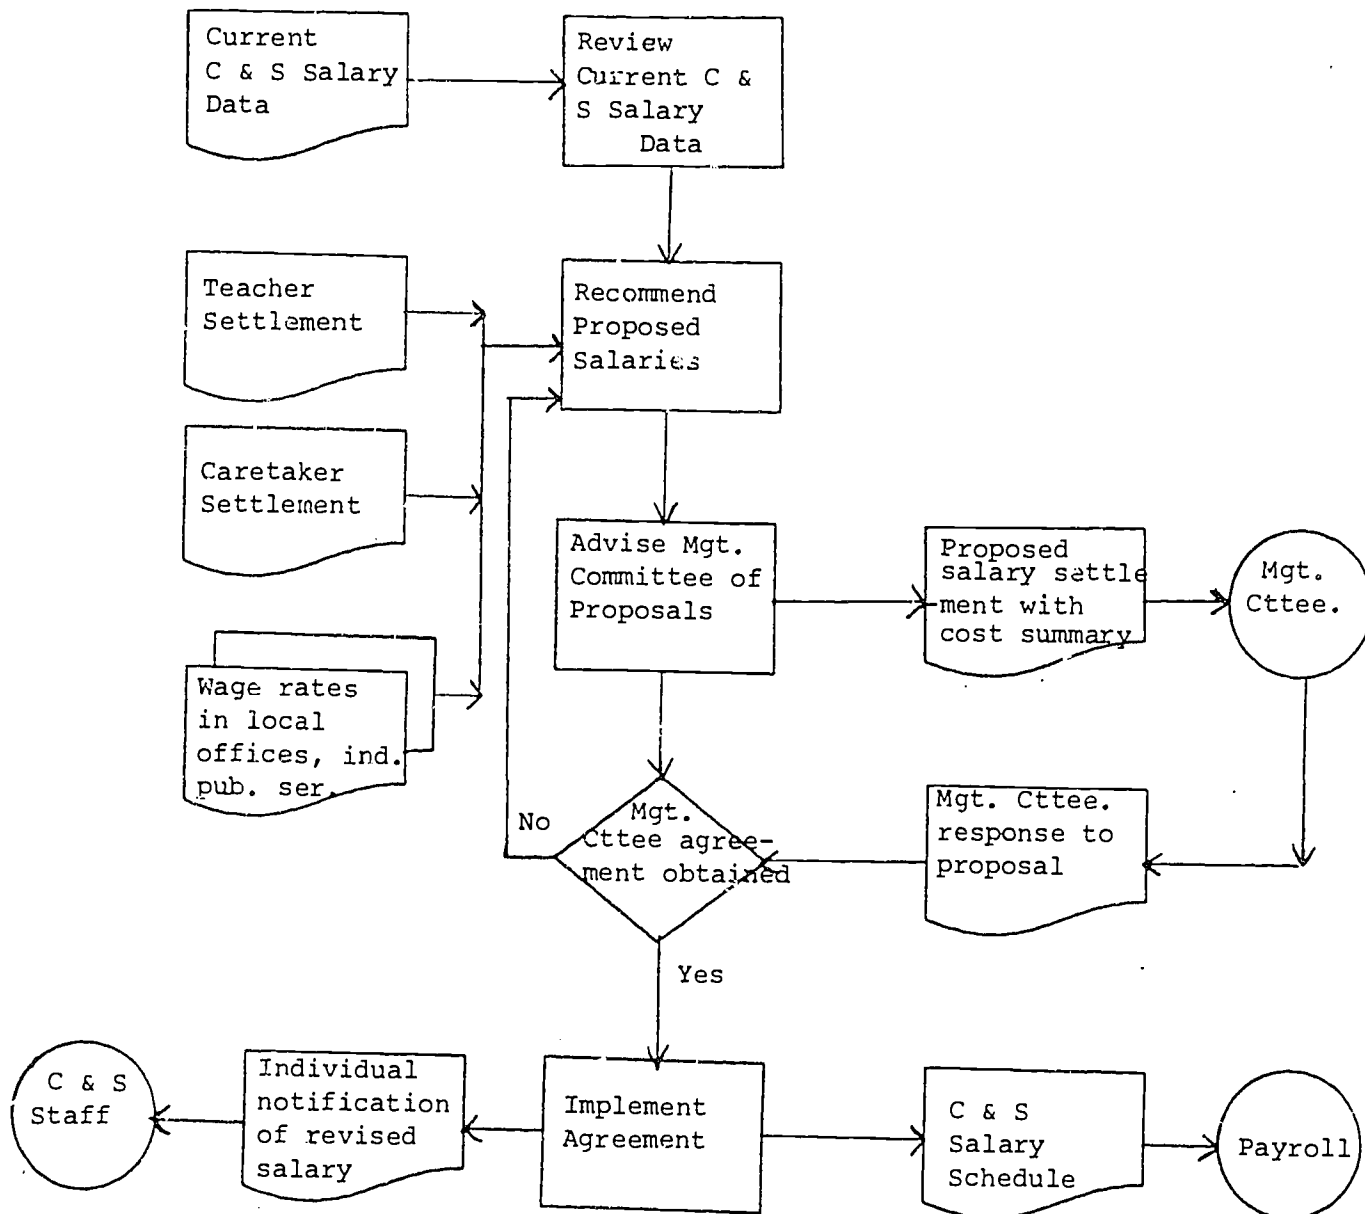 Current
C & S Salary
Data
Review
Current C &
S Salary
Data
Teacher
Settlement
Recommend
Proposed
Salaries
Caretaker
Settlement
Advise Mgt.
Committee of
Proposals
Proposed
salary settle
-ment with
cost summary
Mgt.
Cttee.
Wage rates
in local
offices, ind.
pub. ser.
No
Mgt.
Cttee agree-
ment obtained
Mgt. Cttee.
response to
proposal
Yes
C & S
Staff
Individual
notification
of revised
salary
Implement
Agreement
C & S
Salary
Schedule
Payroll